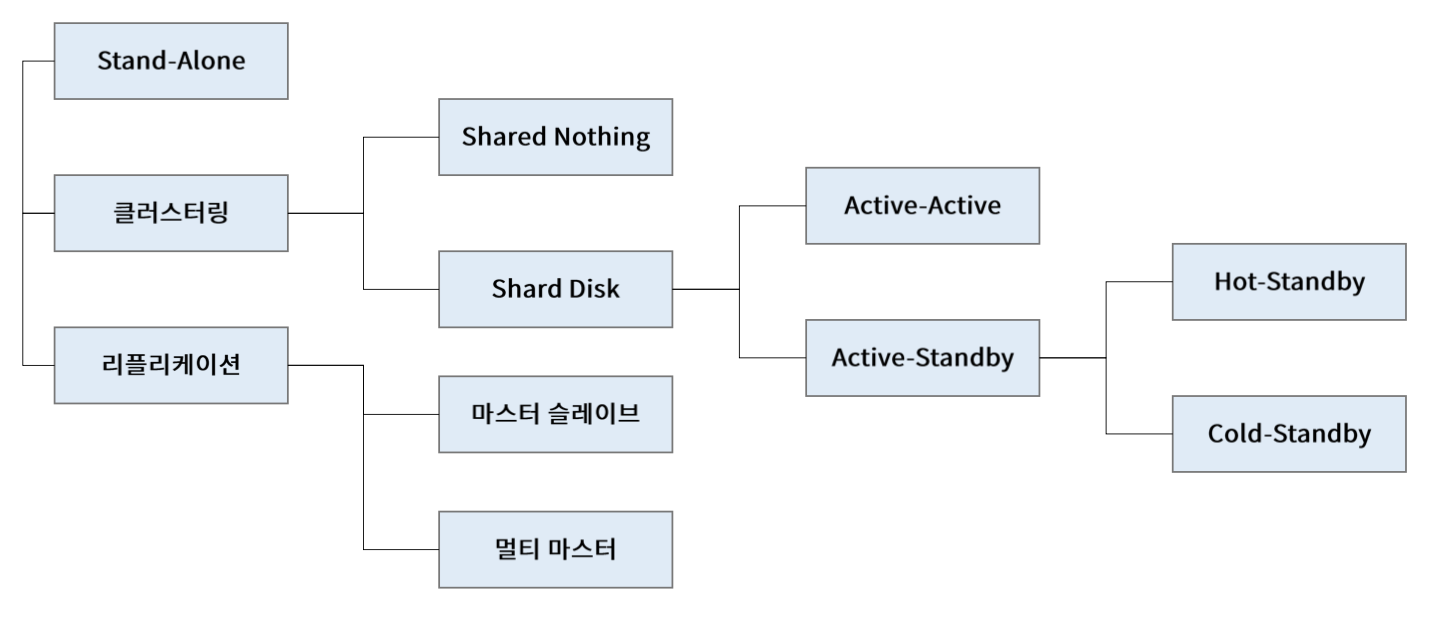 Stand-Alone
클러스터링
리플리케이션
Shared Nothing
Shard Disk
마스터 슬레이브
멀티 마스터
Active-Active
Active-Standby
Hot-Standby
Cold-Standby